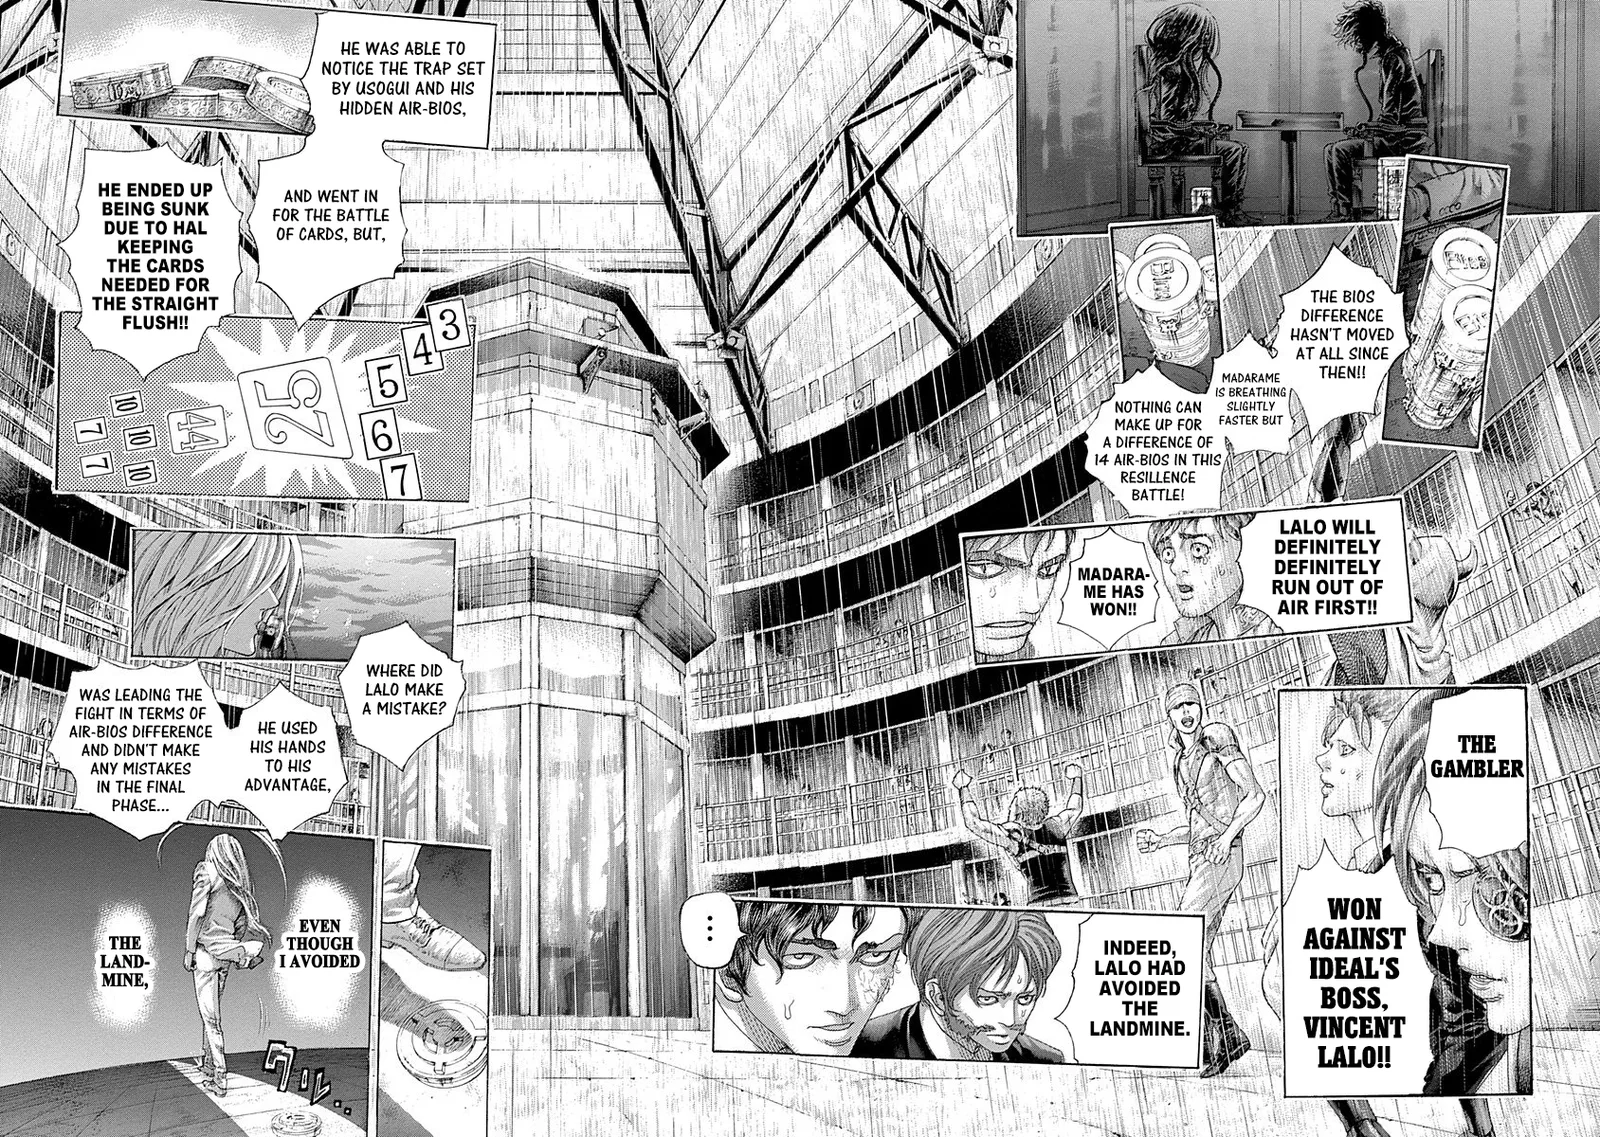 THE BIOS
DIFFERENCE
HASN'T MOVED
AT ALL SINCE
THEN!!
MADARAME
IS BREATHING
SLIGHTLY
FASTER BUT
NOTHING CAN
MAKE UP FOR
A DIFFERENCE OF
14 AIR-BIOS IN THIS
RESILLENCE
BATTLE!
LALO WILL
DEFINITELY
DEFINITELY
RUN OUT OF
AIR FIRST!!
MADARA-
ME HAS
WON!!
THE
GAMBLER
WON
AGAINST
IDEAL'S
BOSS,
VINCENT
LALO!!
INDEED,
LALO HAD
AVOIDED
THE
LANDMINE.
...
HE WAS ABLE TO
NOTICE THE TRAP SET
BY USOGUI AND HIS
HIDDEN AIR-BIOS,
AND WENT IN
FOR THE BATTLE
OF CARDS, BUT,
HE ENDED UP
BEING SUNK
DUE TO HAL
KEEPING
THE CARDS
NEEDED FOR
THE STRAIGHT
FLUSH!!
3
4
5
6
7
25
44
10
10
10
7
7
WHERE DID
LALO MAKE
A MISTAKE?
HE USED
HIS HANDS
TO HIS
ADVANTAGE,
WAS LEADING THE
FIGHT IN TERMS OF
AIR-BIOS DIFFERENCE
AND DIDN'T MAKE
ANY MISTAKES
IN THE FINAL
PHASE...
EVEN
THOUGH
I AVOIDED
THE
LAND-
MINE,
クル..